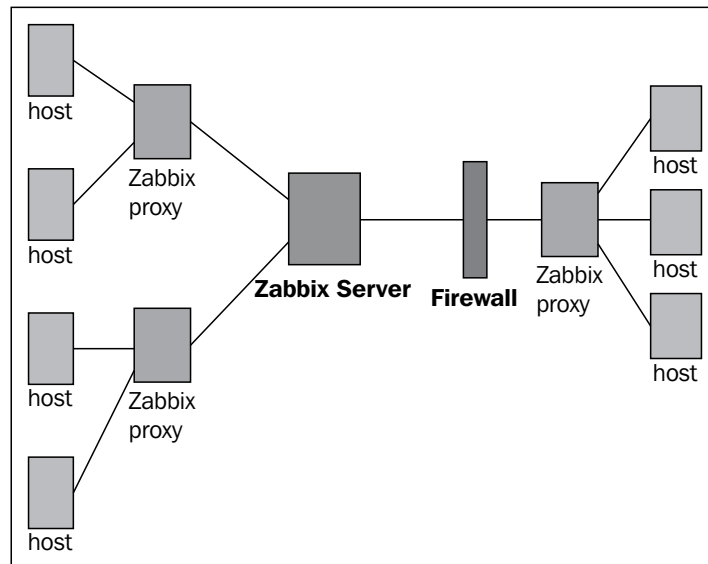 host
Zabbix
proxy
host
host
Zabbix
proxy
host
Zabbix Server
Firewall
Zabbix
proxy
host
host
host